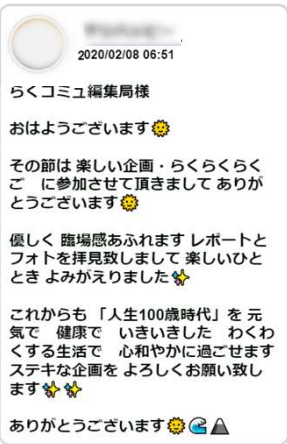 2020/02/08 06:51
らくコミュ編集局様
おはようございます🌞
その節は 楽しい企画・らくらくらく
ご　に参加させて頂きまして ありが
とうございます🌞
優しく 臨場感あふれます レポートと
フォトを拝見致しまして 楽しいひと
とき よみがえりました✨
これからも 「人生100歳時代」を 元
気で　健康で　いきいきした　わくわ
くする生活で　心和やかに過ごせます
ステキな企画を よろしくお願い致し
ます✨✨
ありがとうございます🌞🌊🗻